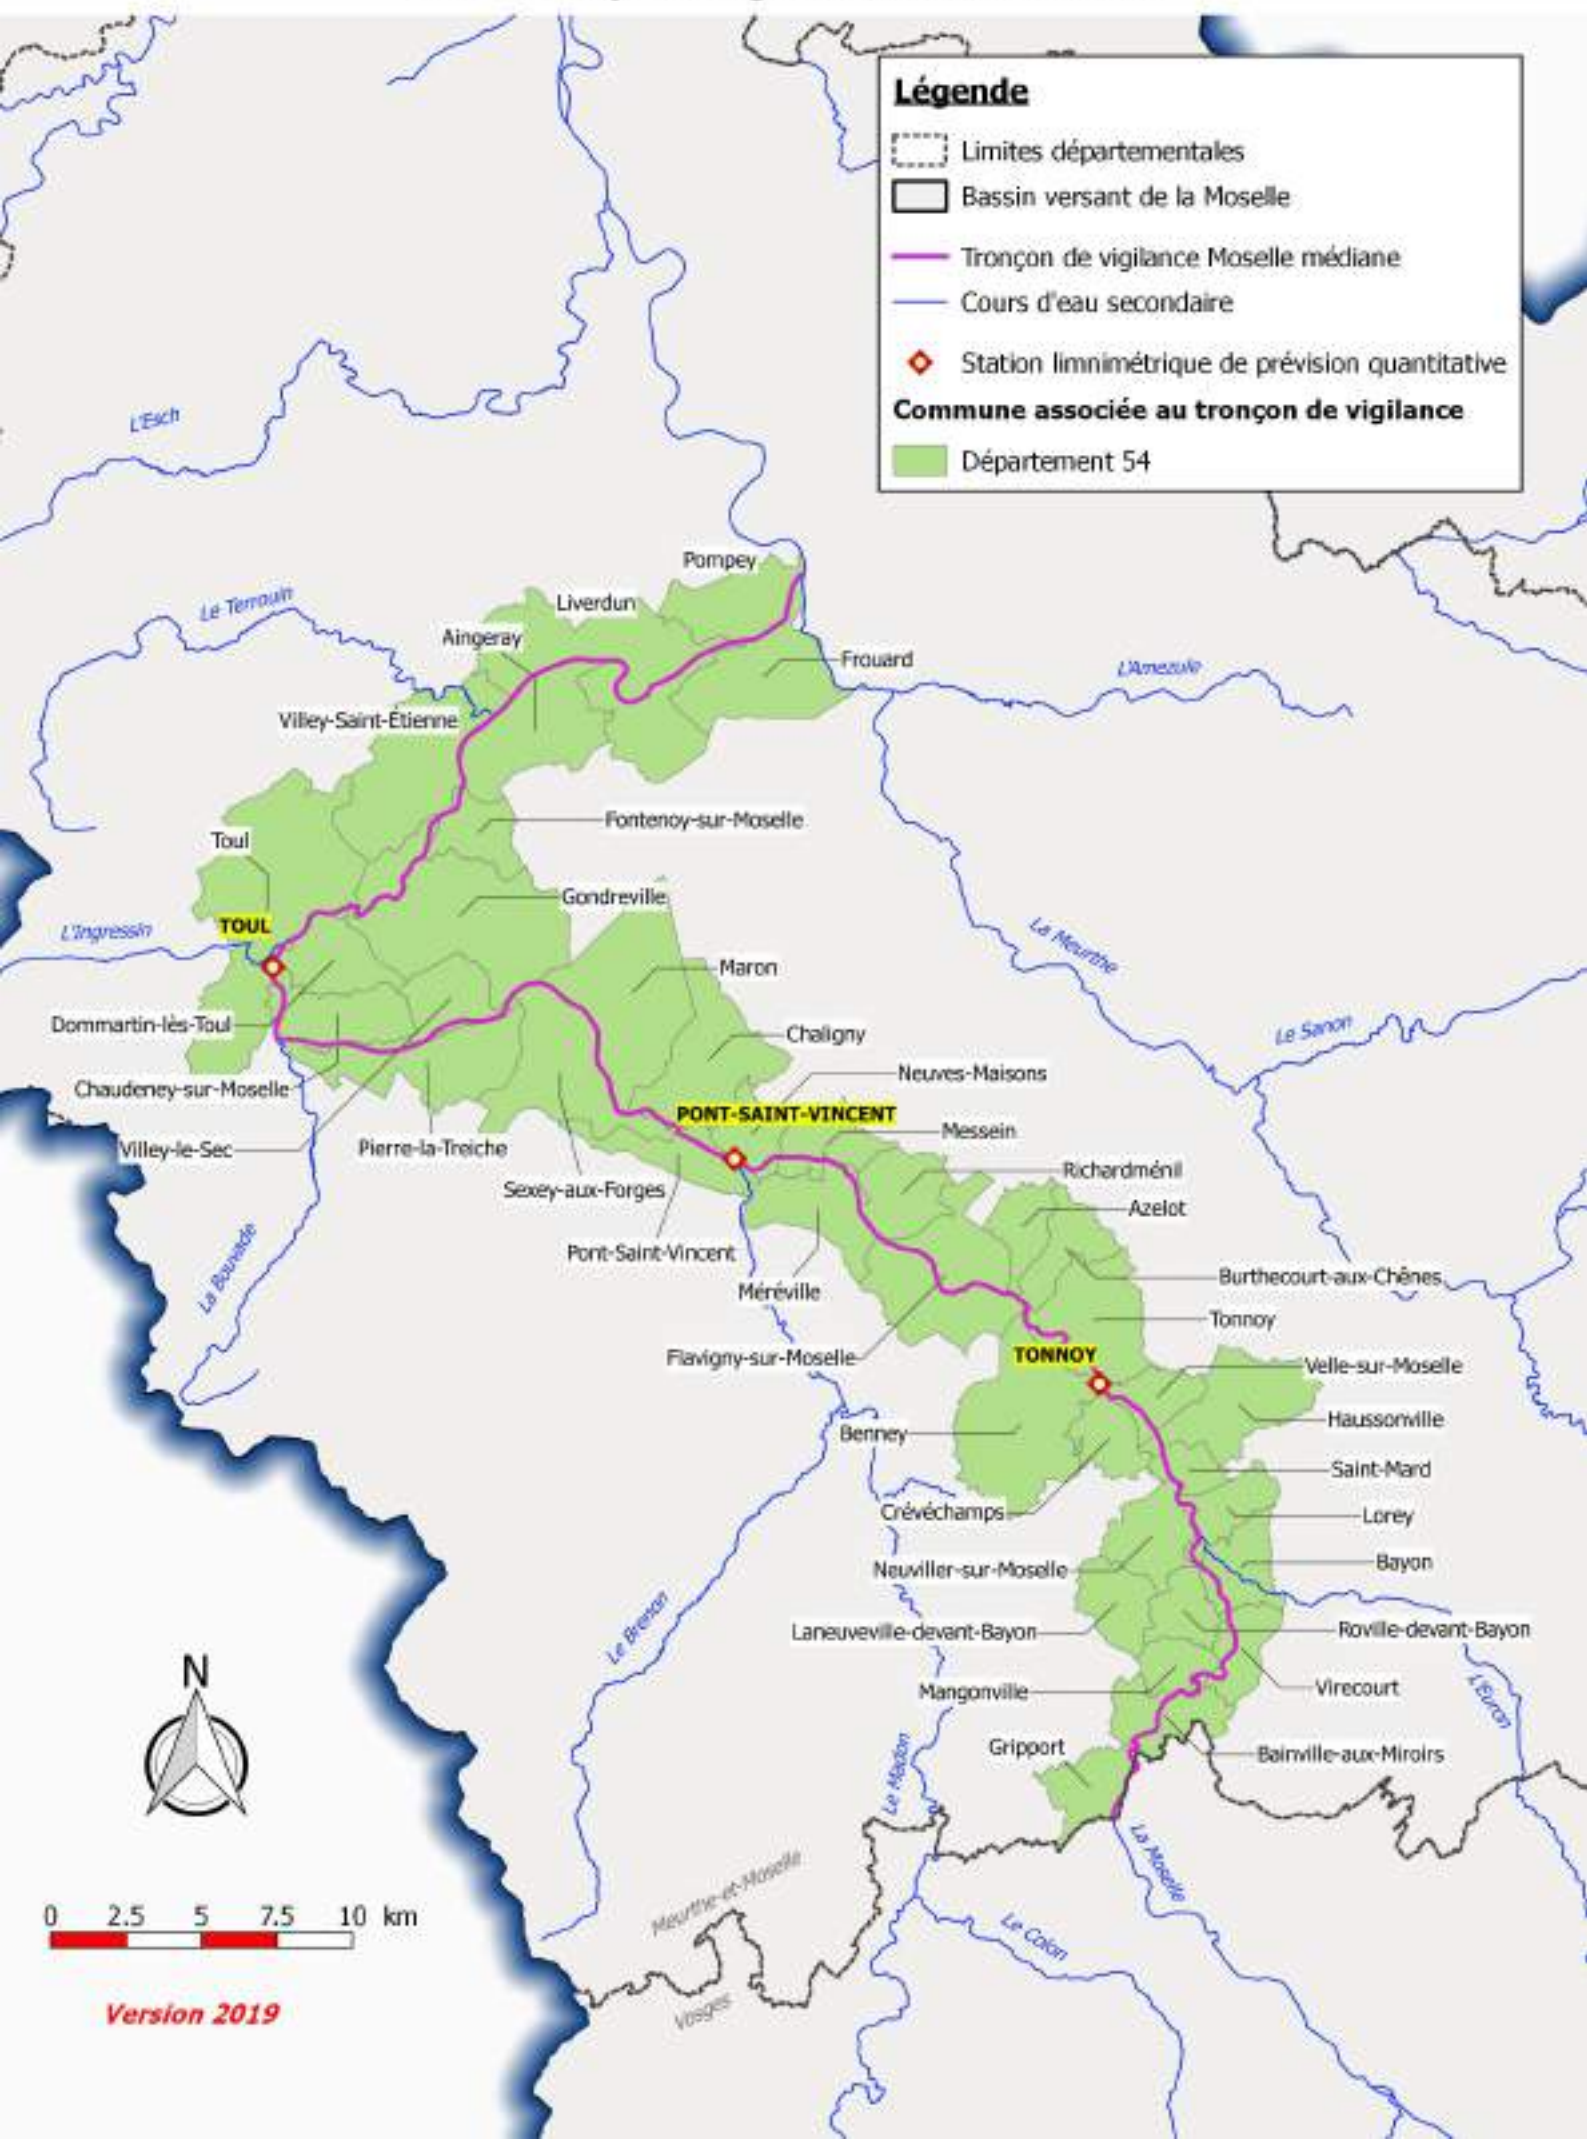 Légende
Limites départementales
Bassin versant de la Moselle
Tronçon de vigilance Moselle médiane
Cours d'eau secondaire
Station limnimétrique de prévision quantitative
Commune associée au tronçon de vigilance
Département 54
L'Esch
Pompey
Le Terrouin
Liverdun
Aingeray
Frouard
L'Amezule
Villey-Saint-Étienne
Fontenoy-sur-Moselle
Toul
Gondreville
TOUL
L'Ingressin
La Meurthe
Maron
Dommartin-lès-Toul
Chaligny
Le Sanon
Neuves-Maisons
Chaudeney-sur-Moselle
PONT-SAINT-VINCENT
Messein
Villey-le-Sec
Pierre-la-Treiche
Richardménil
Sexey-aux-Forges
Azelot
Pont-Saint-Vincent
La Bouvade
Burthecourt-aux-Chênes
Méréville
Tonnoy
Flavigny-sur-Moselle
TONNOY
Velle-sur-Moselle
Haussonville
Benney
Saint-Mard
Crévéchamps
Lorey
Bayon
Neuviller-sur-Moselle
Le Brenon
Laneuveville-devant-Bayon
Roville-devant-Bayon
N
Mangonville
Virecourt
L'Euron
Gripport
Bainville-aux-Miroirs
Le Madon
La Moselle
Meurthe-et-Moselle
0 2.5 5 7.5 10 km
Le Colon
Vosges
Version 2019